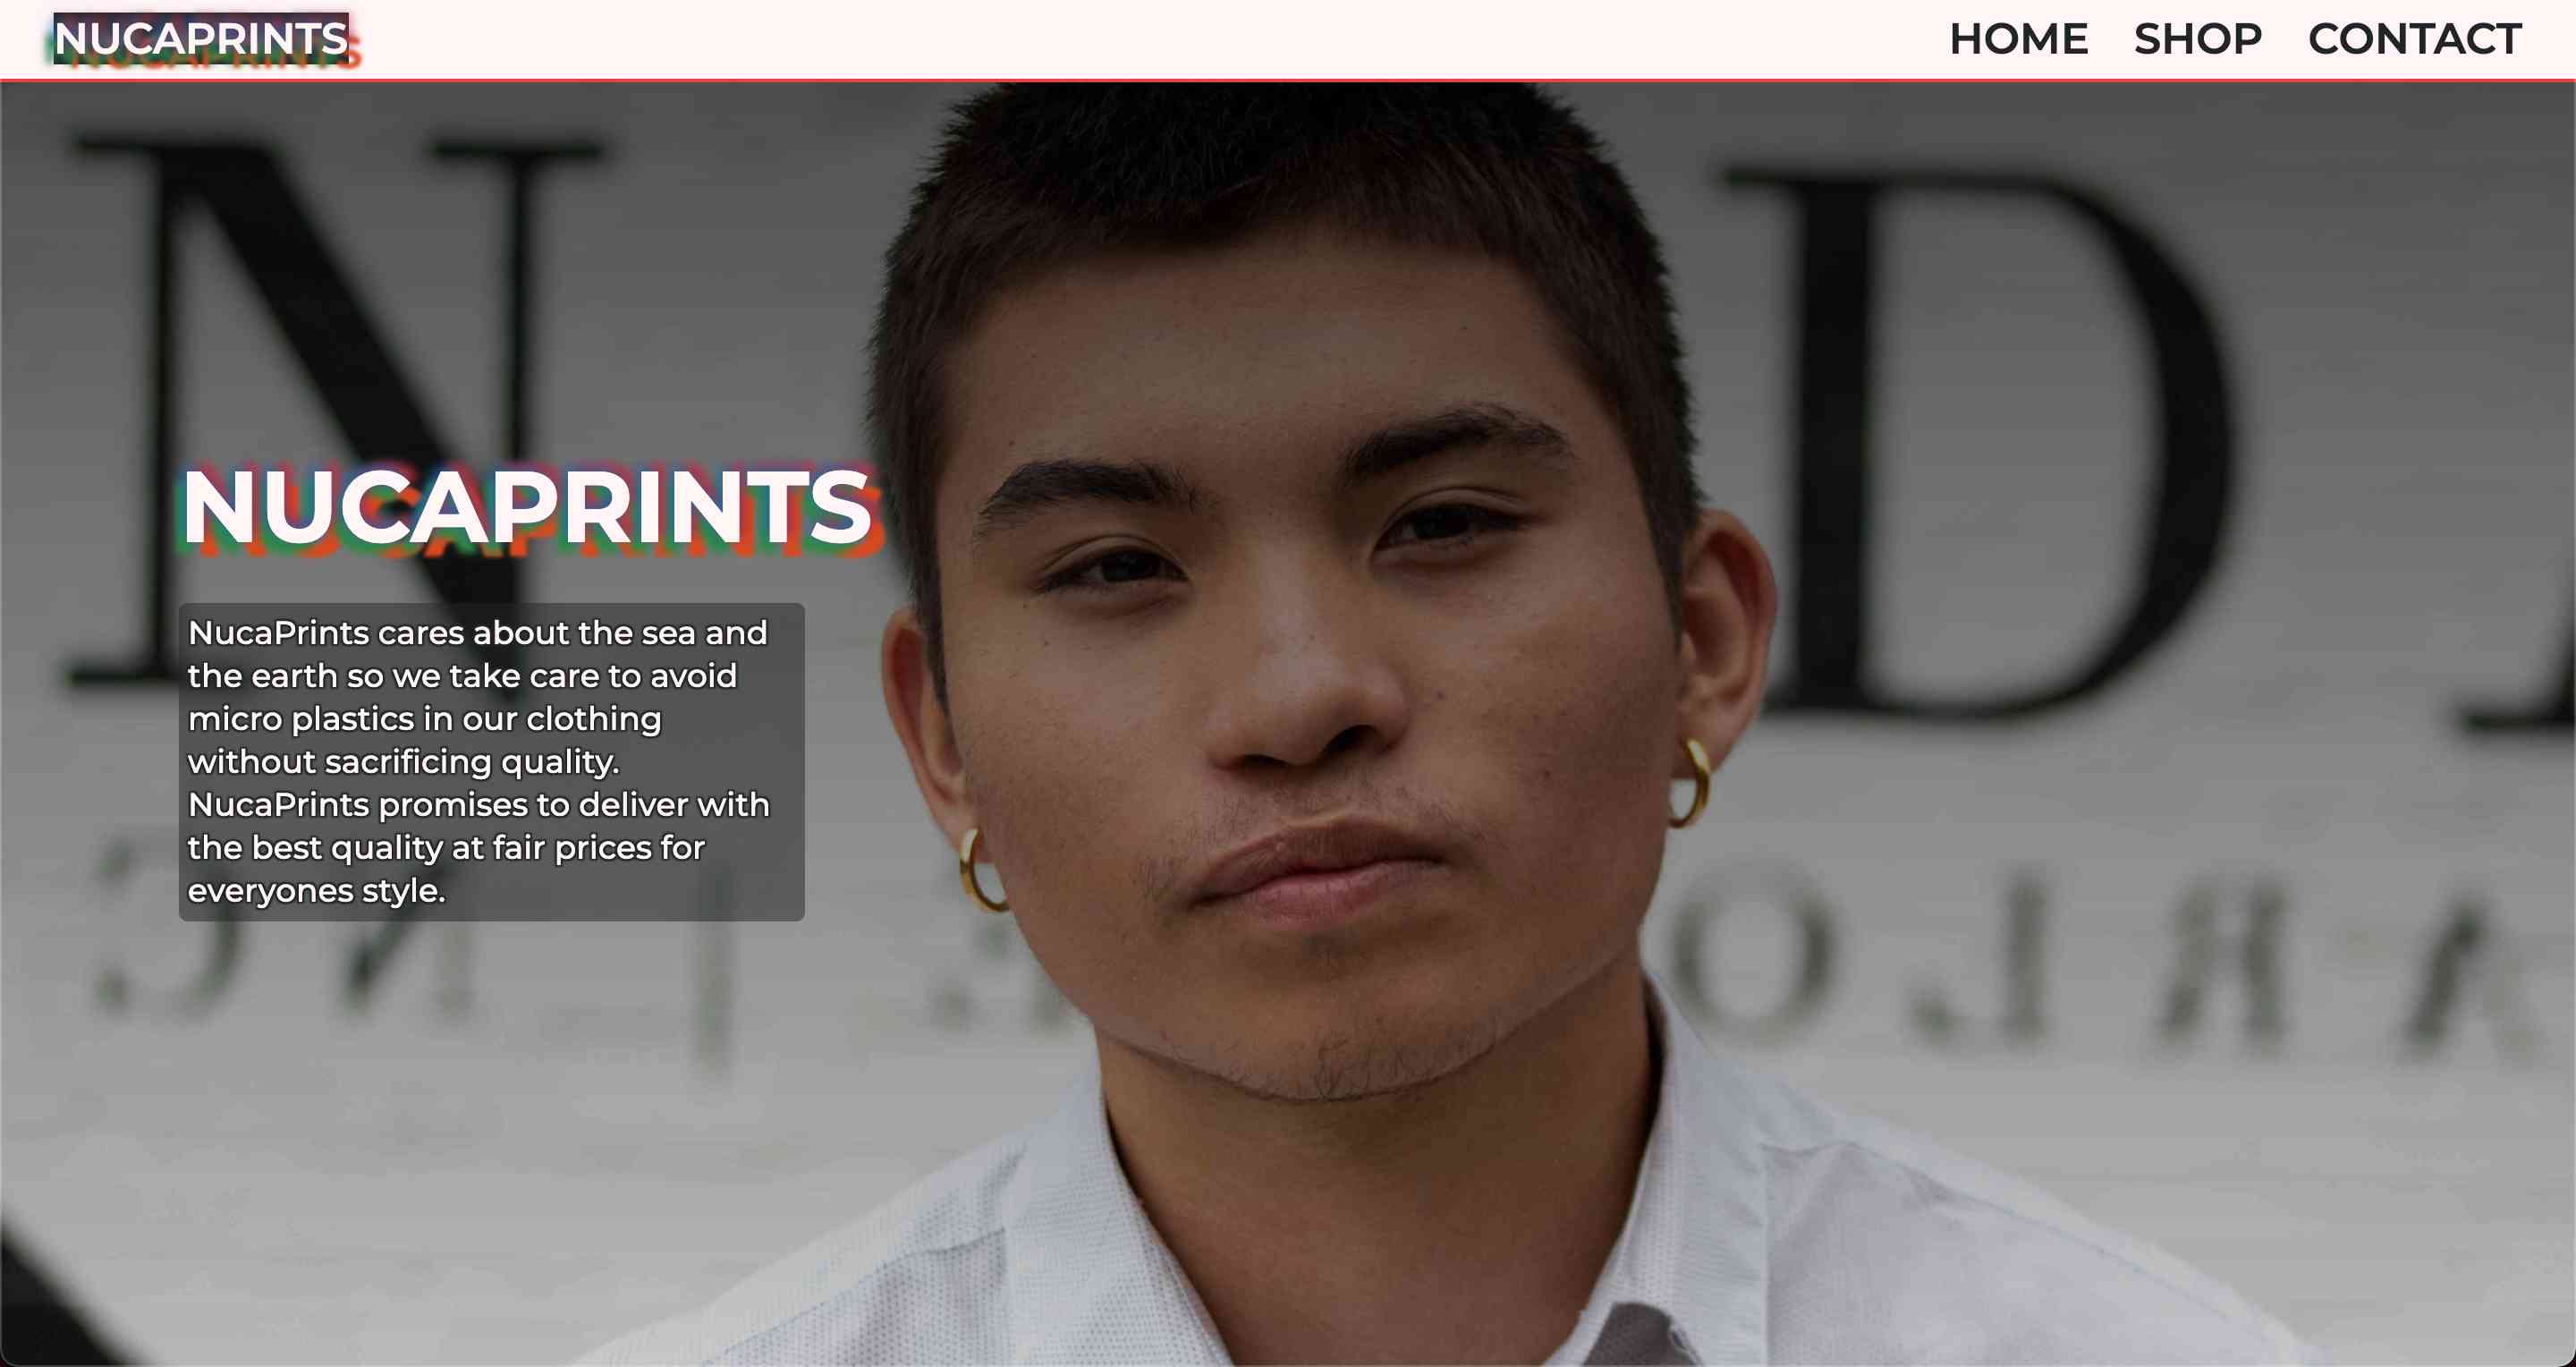 NUCAPRINTS
HOME SHOP CONTACT
N D
NUCAPRINTS
NucaPrints cares about the sea and
the earth so we take care to avoid
micro plastics in our clothing
without sacrificing quality.
NucaPrints promises to deliver with
the best quality at fair prices for
everyones style.